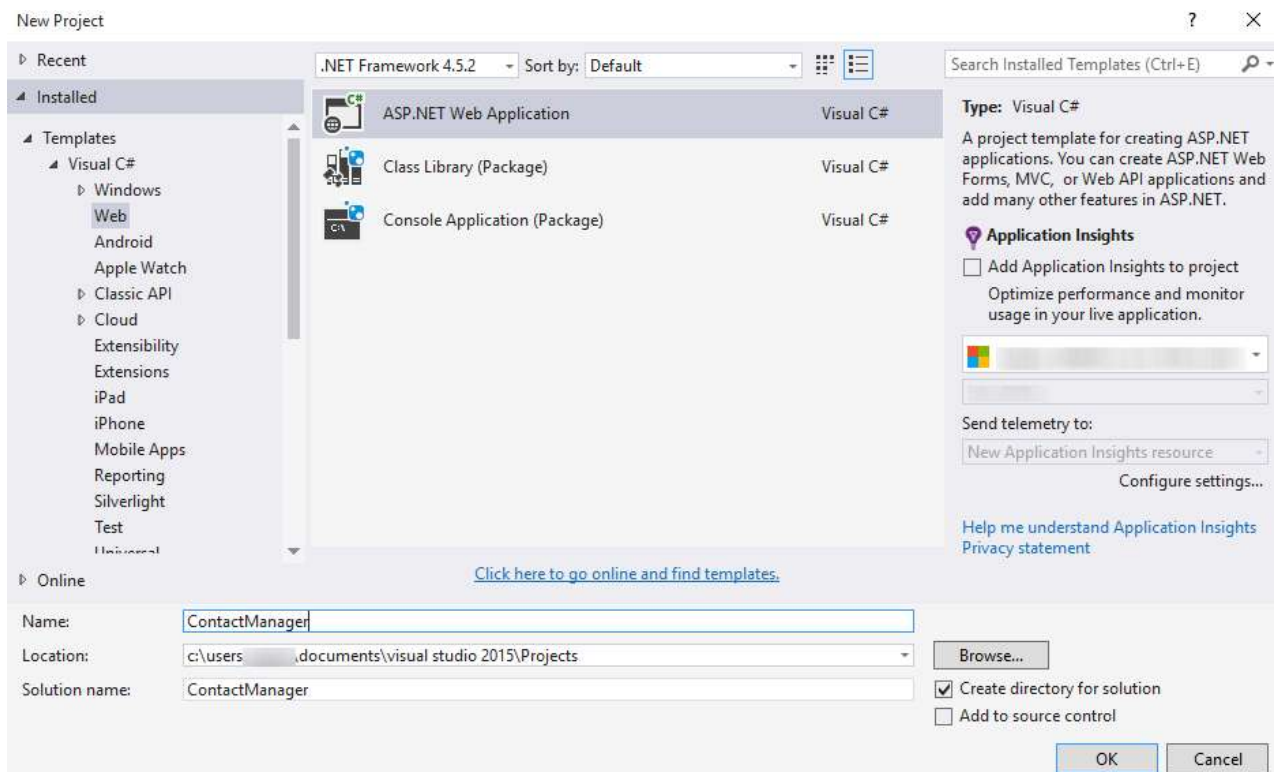 New Project
?
Recent
Installed
Templates
Visual C#
Windows
Web
Android
Apple Watch
Classic API
Cloud
Extensibility
Extensions
iPad
iPhone
Mobile Apps
Reporting
Silverlight
Test
Universal
Online
.NET Framework 4.5.2 Sort by: Default
C# ASP.NET Web Application Visual C#
Class Library (Package) Visual C#
C:\ Console Application (Package) Visual C#
Click here to go online and find templates.
Search Installed Templates (Ctrl+E)
Type: Visual C#
A project template for creating ASP.NET
applications. You can create ASP.NET Web
Forms, MVC, or Web API applications and
add many other features in ASP.NET.
Application Insights
Add Application Insights to project
Optimize performance and monitor
usage in your live application.
Send telemetry to:
New Application Insights resource
Configure settings...
Help me understand Application Insights
Privacy statement
Name: ContactManager
Location: c:\users \documents\visual studio 2015\Projects Browse...
Solution name: ContactManager
Create directory for solution
Add to source control
OK Cancel